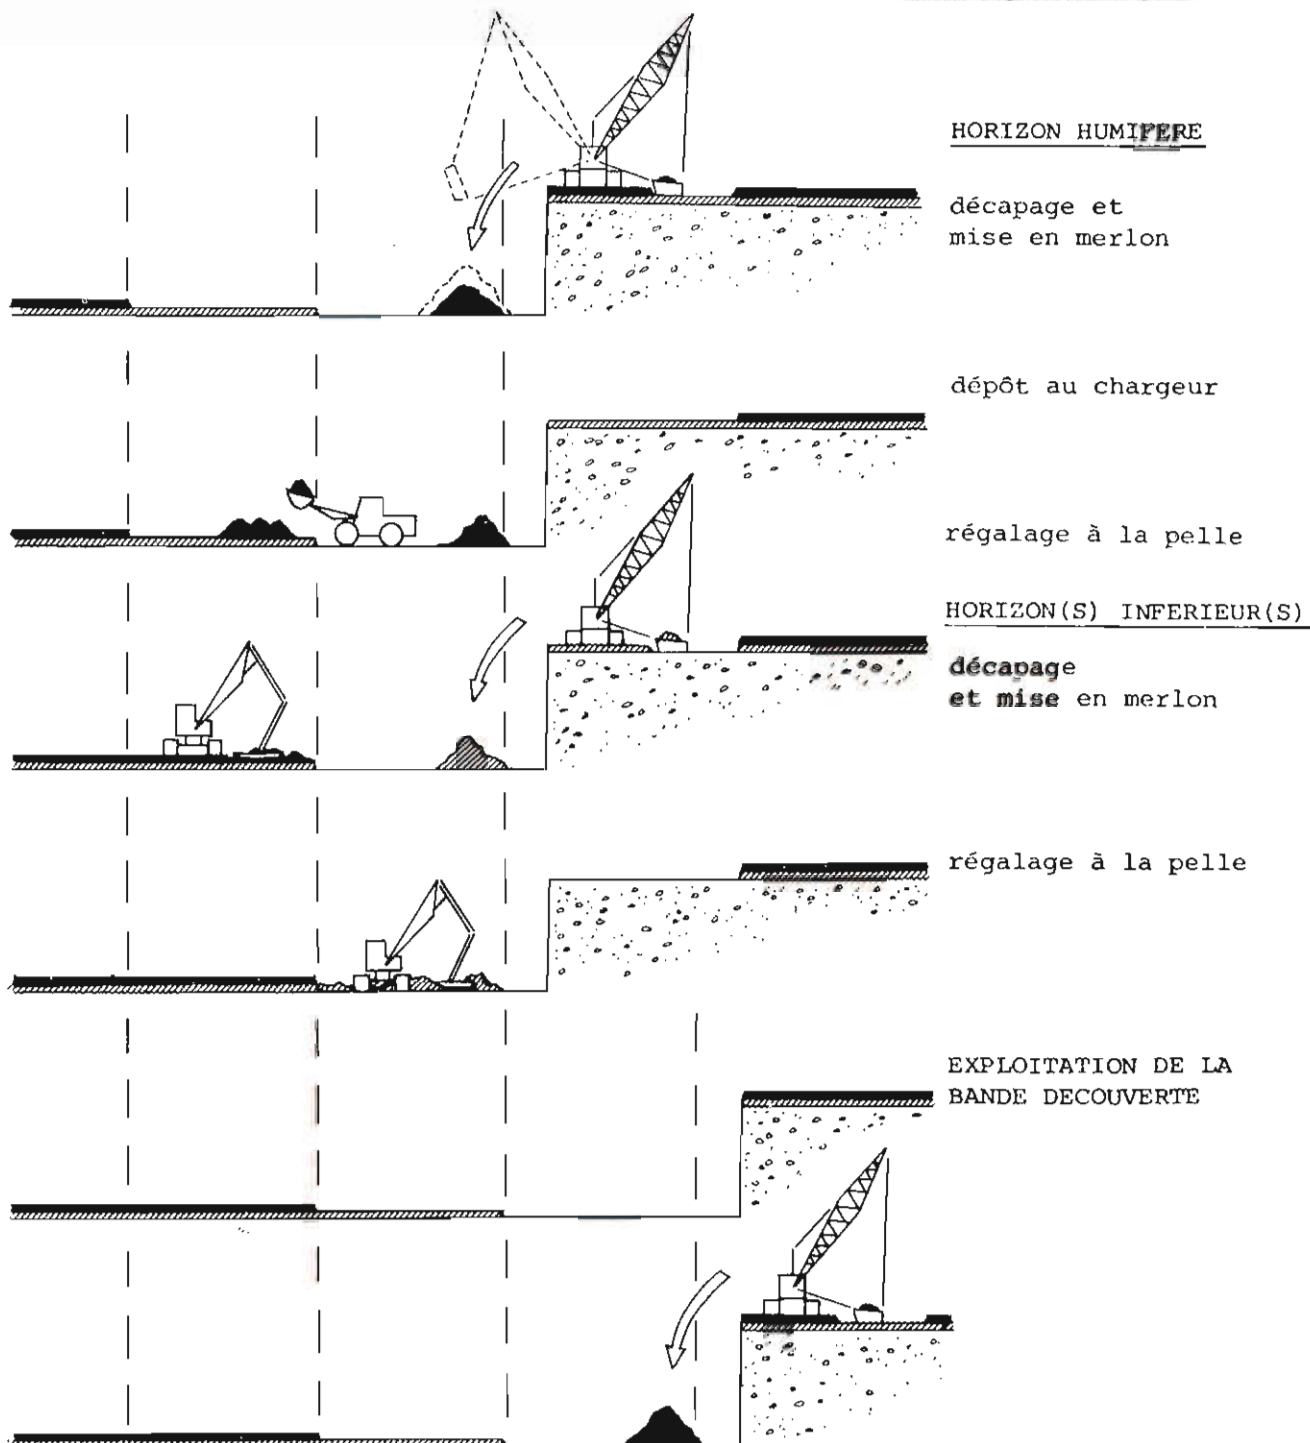 HORIZON HUMIFERE
décapage et
mise en merlon
dépôt au chargeur
régalage à la pelle
HORIZON(S) INFERIEUR(S)
décapage
et mise en merlon
régalage à la pelle
EXPLOITATION DE LA
BANDE DECOUVERTE